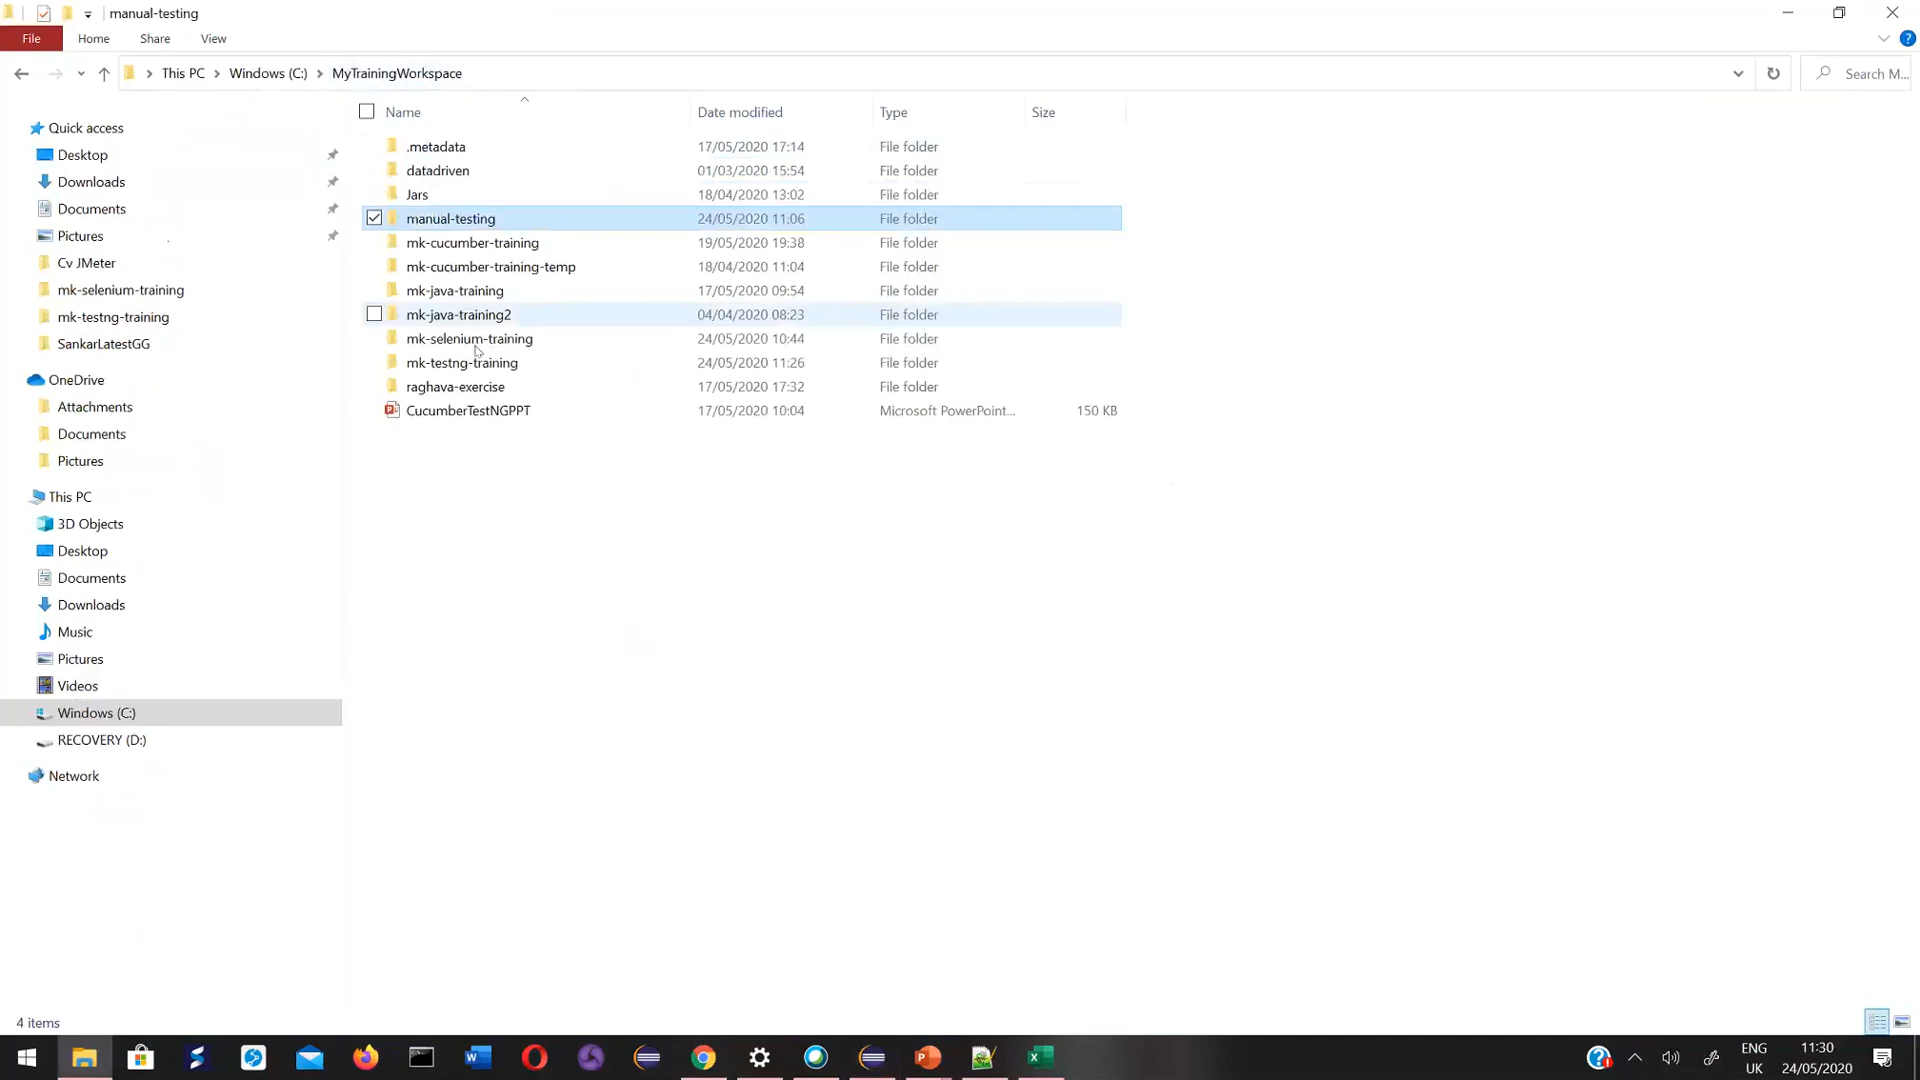 manual-testing
File Home Share View
This PC Windows (C:) MyTrainingWorkspace Search M...
Name Date modified Type Size
Quick access
Desktop
Downloads
Documents
Pictures
Cv JMeter
mk-selenium-training
mk-testng-training
SankarLatestGG
OneDrive
Attachments
Documents
Pictures
This PC
3D Objects
Desktop
Documents
Downloads
Music
Pictures
Videos
Windows (C:)
RECOVERY (D:)
Network
.metadata 17/05/2020 17:14 File folder
datadriven 01/03/2020 15:54 File folder
Jars 18/04/2020 13:02 File folder
manual-testing 24/05/2020 11:06 File folder
mk-cucumber-training 19/05/2020 19:38 File folder
mk-cucumber-training-temp 18/04/2020 11:04 File folder
mk-java-training 17/05/2020 09:54 File folder
mk-java-training2 04/04/2020 08:23 File folder
mk-selenium-training 24/05/2020 10:44 File folder
mk-testng-training 24/05/2020 11:26 File folder
raghava-exercise 17/05/2020 17:32 File folder
CucumberTestNGPPT 17/05/2020 10:04 Microsoft PowerPoint... 150 KB
4 items
ENG 11:30
UK 24/05/2020